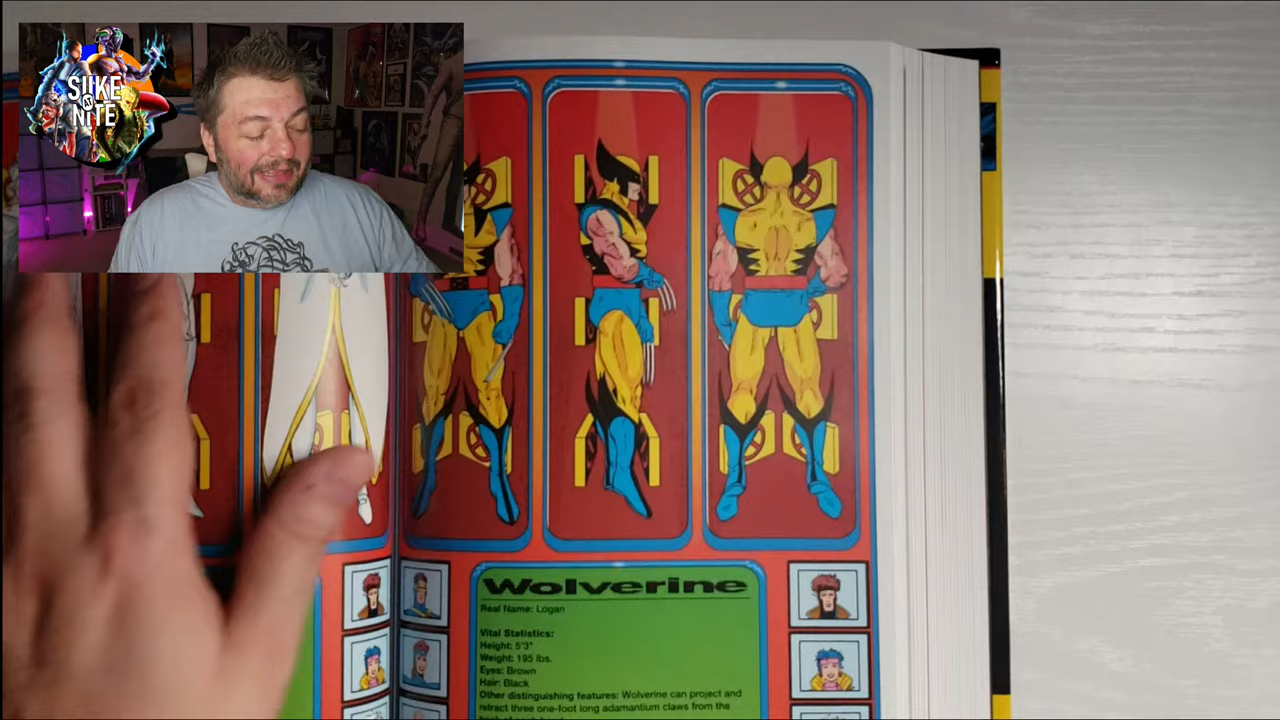 SIIKE
N
NITE
Wolverine
Real Name: Logan
Vital Statistics:
Height: 5'3"
Weight: 195 lbs.
Eyes: Brown
Hair: Black
Other distinguishing features: Wolverine can project and
retract three one-foot long adamantium claws from the